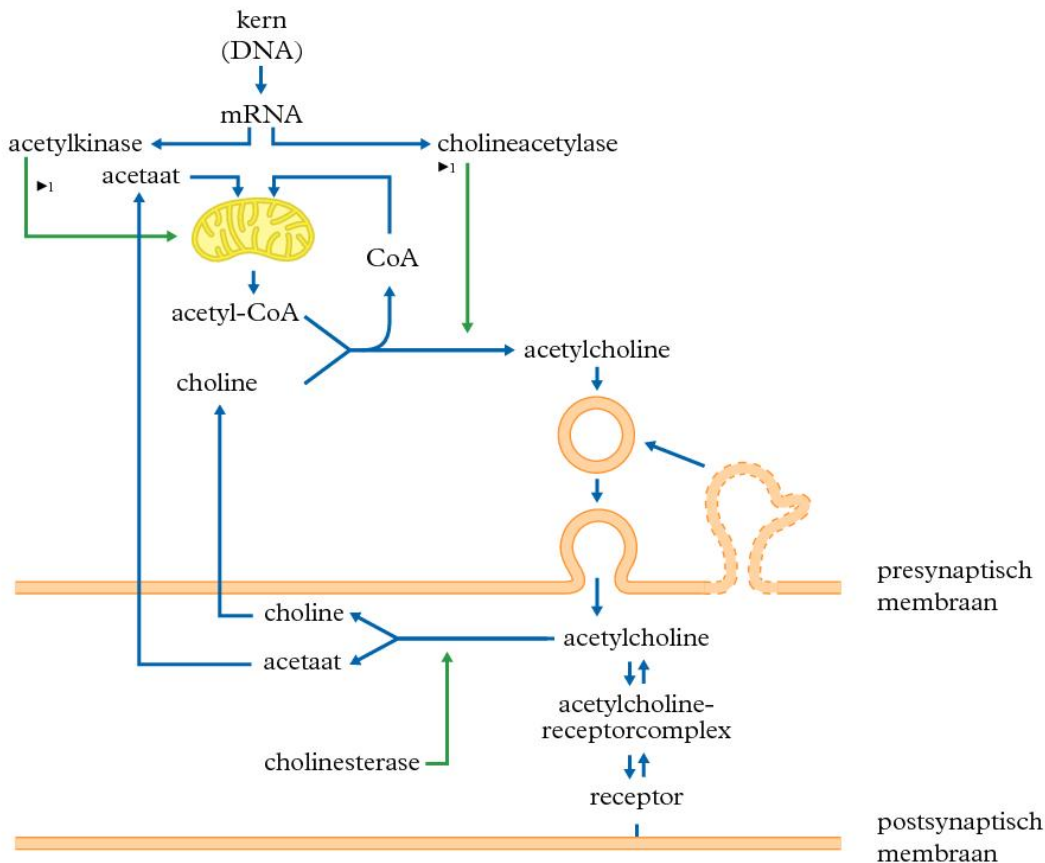 kern
(DNA)
mRNA
acetylkinase
cholineacetylase
►1
►1
acetaat
CoA
acetyl-CoA
acetylcholine
choline
presynaptisch
membraan
choline
acetylcholine
acetaat
acetylcholine-
receptorcomplex
cholinesterase
receptor
postsynaptisch
membraan